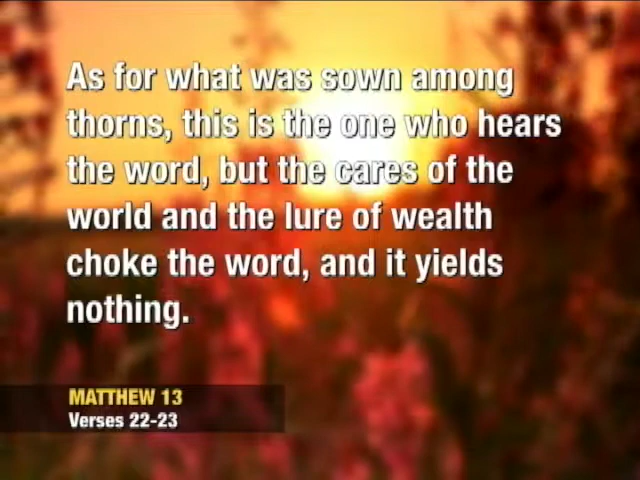 As for what was sown among
thorns, this is the one who hears
the word, but the cares of the
world and the lure of wealth
choke the word, and it yields
nothing.
MATTHEW 13
Verses 22-23